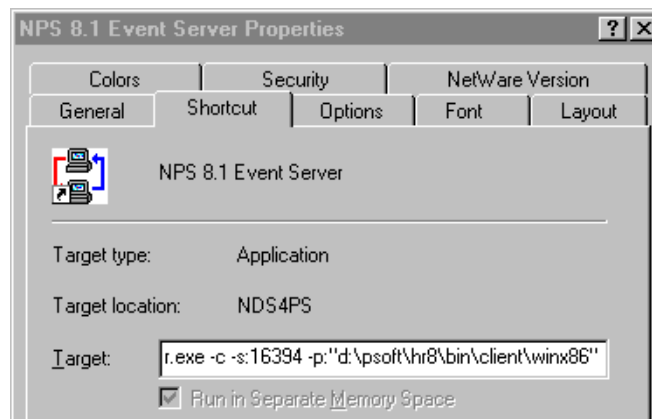 NPS 8.1 Event Server Properties
Colors Security NetWare Version
General Shortcut Options Font Layout
NPS 8.1 Event Server
Target type: Application
Target location: NDS4PS
Target: r.exe -c -s:16394 -p:"d:\psoft\hr8\bin\client\winx86"
Run in Separate Memory Space